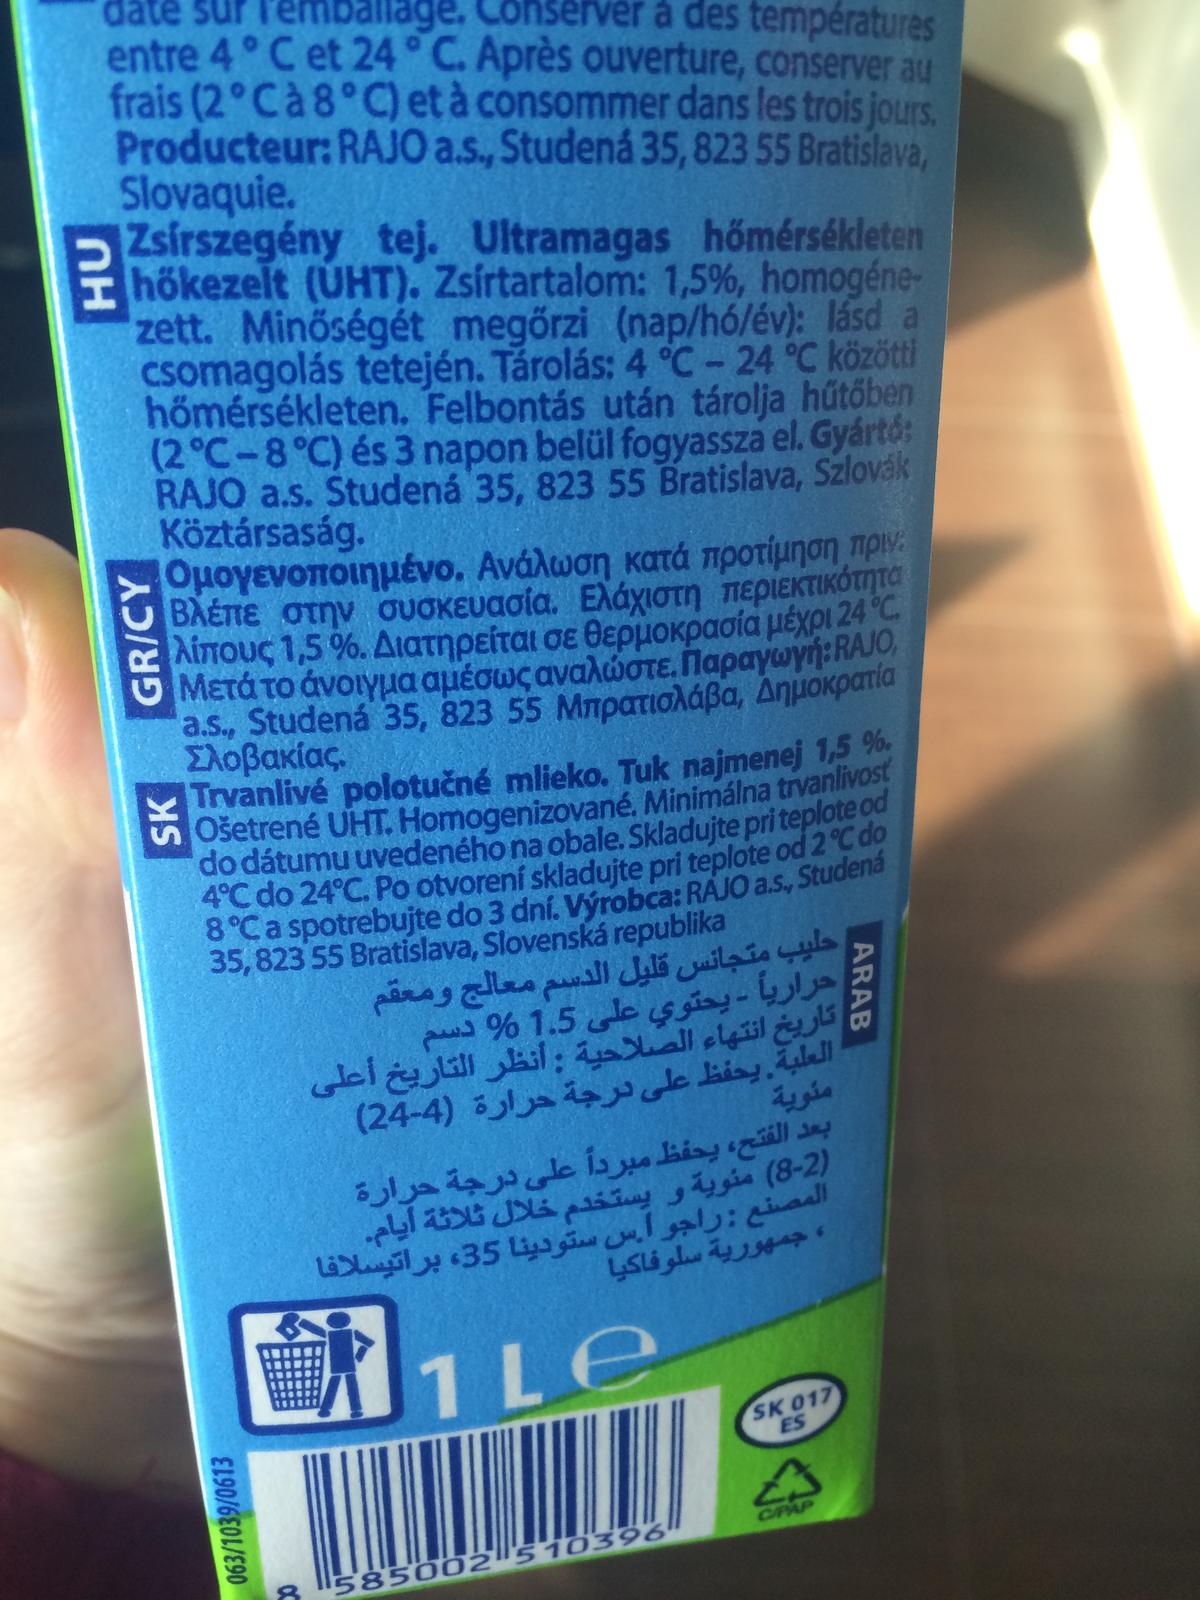 date sur l'emballage. Conserver à des températures
entre 4 ° C et 24 ° C. Après ouverture, conserver au
frais (2 ° C à 8 ° C) et à consommer dans les trois jours.
Producteur: RAJO a.s., Studená 35, 823 55 Bratislava,
Slovaquie.
HU
Zsírszegény tej. Ultramagas hőmérsékleten
hőkezelt (UHT). Zsírtartalom: 1,5%, homogéne-
zett. Minőségét megőrzi (nap/hó/év): lásd a
csomagolás tetején. Tárolás: 4 °C – 24 °C közötti
hőmérsékleten. Felbontás után tárolja hűtőben
(2 °C – 8 °C) és 3 napon belül fogyassza el. Gyártó:
RAJO a.s. Studená 35, 823 55 Bratislava, Szlovák
Köztársaság.
GR/CY
Ομογενοποιημένο. Ανάλωση κατά προτίμηση πριν:
Βλέπε στην συσκευασία. Ελάχιστη περιεκτικότητα
λίπους 1,5 %. Διατηρείται σε θερμοκρασία μέχρι 24 °C.
Μετά το άνοιγμα αμέσως αναλώστε. Παραγωγή: RAJO,
a.s., Studená 35, 823 55 Μπρατισλάβα, Δημοκρατία
Σλοβακίας.
SK
Trvanlivé polotučné mlieko. Tuk najmenej 1,5 %.
Ošetrené UHT. Homogenizované. Minimálna trvanlivosť
do dátumu uvedeného na obale. Skladujte pri teplote od
4°C do 24°C. Po otvorení skladujte pri teplote od 2 °C do
8 °C a spotrebujte do 3 dní. Výrobca: RAJO a.s., Studená
35, 823 55 Bratislava, Slovenská republika
ARAB
حليب متجانس قليل الدسم معالج ومعقم
حرارياً - يحتوي على 1.5 % دسم
تاريخ انتهاء الصلاحية : أنظر التاريخ أعلى
العلبة. يحفظ على درجة حرارة (24-4)
مئوية
بعد الفتح، يحفظ مبرداً على درجة حرارة
(8-2) مئوية و يستخدم خلال ثلاثة أيام.
المصنع : راجو أ.س ستودينا 35، براتيسلافا
، جمهورية سلوفاكيا
1 L e
SK 017
ES
C/PAP
063/1039/0613
8 585002 510396